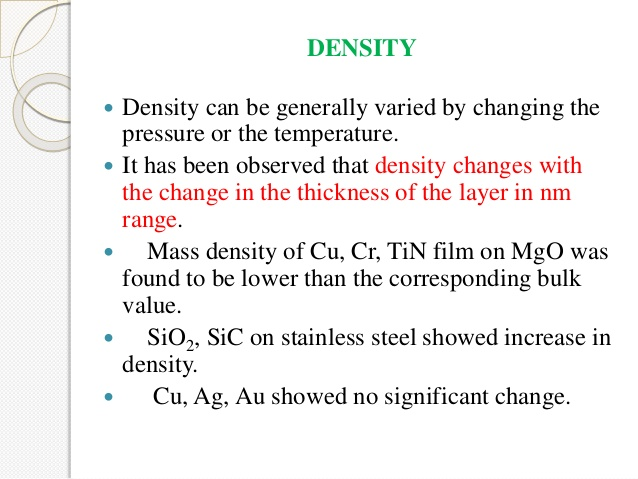 DENSITY
• Density can be generally varied by changing the
pressure or the temperature.
• It has been observed that density changes with
the change in the thickness of the layer in nm
range.
• Mass density of Cu, Cr, TiN film on MgO was
found to be lower than the corresponding bulk
value.
• SiO₂, SiC on stainless steel showed increase in
density.
• Cu, Ag, Au showed no significant change.